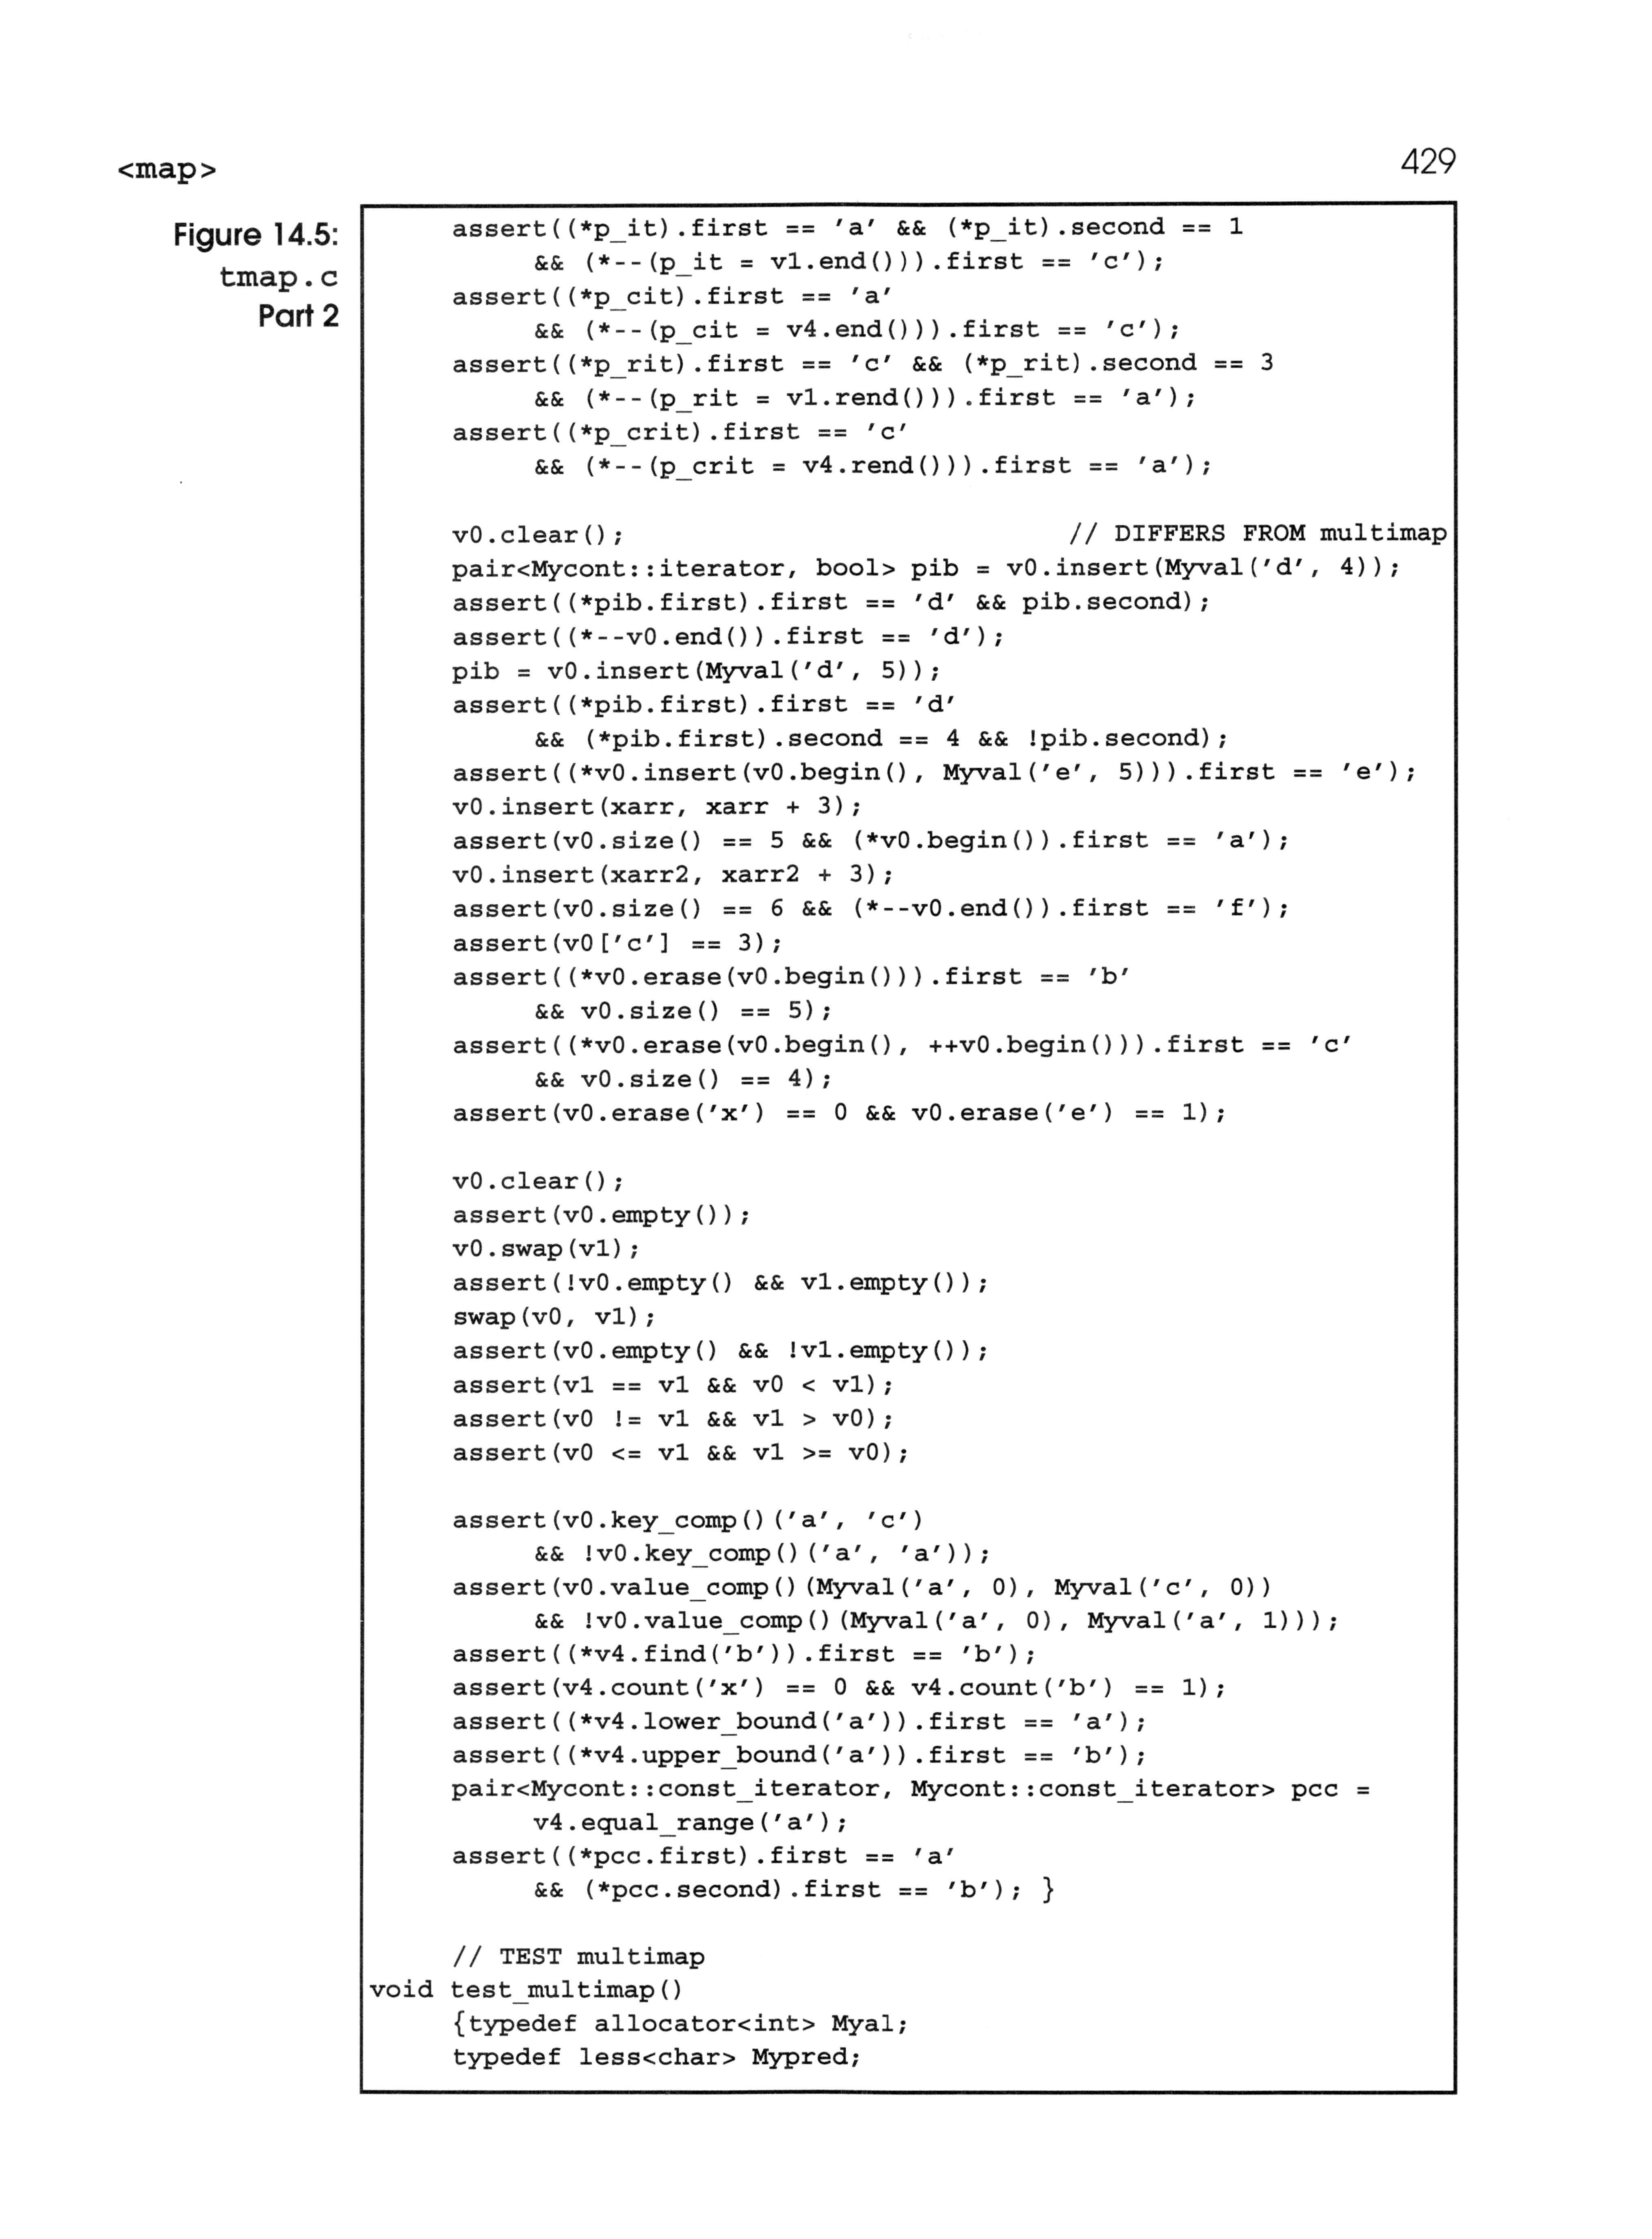 <map>
429
Figure 14.5:
tmap.c
Part 2
assert((*p_it).first == 'a' && (*p_it).second == 1
&& (*--(p_it = v1.end())).first == 'c');
assert((*p_cit).first == 'a'
&& (*--(p_cit = v4.end())).first == 'c');
assert((*p_rit).first == 'c' && (*p_rit).second == 3
&& (*--(p_rit = v1.rend())).first == 'a');
assert((*p_crit).first == 'c'
&& (*--(p_crit = v4.rend())).first == 'a');
v0.clear(); // DIFFERS FROM multimap
pair<Mycont::iterator, bool> pib = v0.insert(Myval('d', 4));
assert((*pib.first).first == 'd' && pib.second);
assert((*--v0.end()).first == 'd');
pib = v0.insert(Myval('d', 5));
assert((*pib.first).first == 'd'
&& (*pib.first).second == 4 && !pib.second);
assert((*v0.insert(v0.begin(), Myval('e', 5))).first == 'e');
v0.insert(xarr, xarr + 3);
assert(v0.size() == 5 && (*v0.begin()).first == 'a');
v0.insert(xarr2, xarr2 + 3);
assert(v0.size() == 6 && (*--v0.end()).first == 'f');
assert(v0['c'] == 3);
assert((*v0.erase(v0.begin())).first == 'b'
&& v0.size() == 5);
assert((*v0.erase(v0.begin(), ++v0.begin())).first == 'c'
&& v0.size() == 4);
assert(v0.erase('x') == 0 && v0.erase('e') == 1);
v0.clear();
assert(v0.empty());
v0.swap(v1);
assert(!v0.empty() && v1.empty());
swap(v0, v1);
assert(v0.empty() && !v1.empty());
assert(v1 == v1 && v0 < v1);
assert(v0 != v1 && v1 > v0);
assert(v0 <= v1 && v1 >= v0);
assert(v0.key_comp()('a', 'c')
&& !v0.key_comp()('a', 'a'));
assert(v0.value_comp()(Myval('a', 0), Myval('c', 0))
&& !v0.value_comp()(Myval('a', 0), Myval('a', 1)));
assert((*v4.find('b')).first == 'b');
assert(v4.count('x') == 0 && v4.count('b') == 1);
assert((*v4.lower_bound('a')).first == 'a');
assert((*v4.upper_bound('a')).first == 'b');
pair<Mycont::const_iterator, Mycont::const_iterator> pcc =
v4.equal_range('a');
assert((*pcc.first).first == 'a'
&& (*pcc.second).first == 'b'); }
// TEST multimap
void test_multimap()
{typedef allocator<int> Myal;
typedef less<char> Mypred;